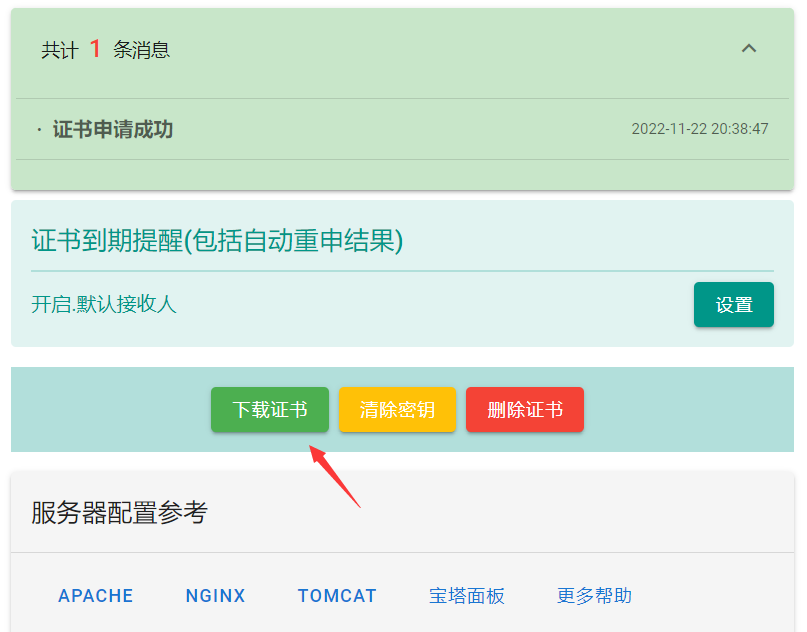 共计 1 条消息
· 证书申请成功 2022-11-22 20:38:47
证书到期提醒(包括自动重申结果)
开启.默认接收人 设置
下载证书 清除密钥 删除证书
服务器配置参考
APACHE NGINX TOMCAT 宝塔面板 更多帮助